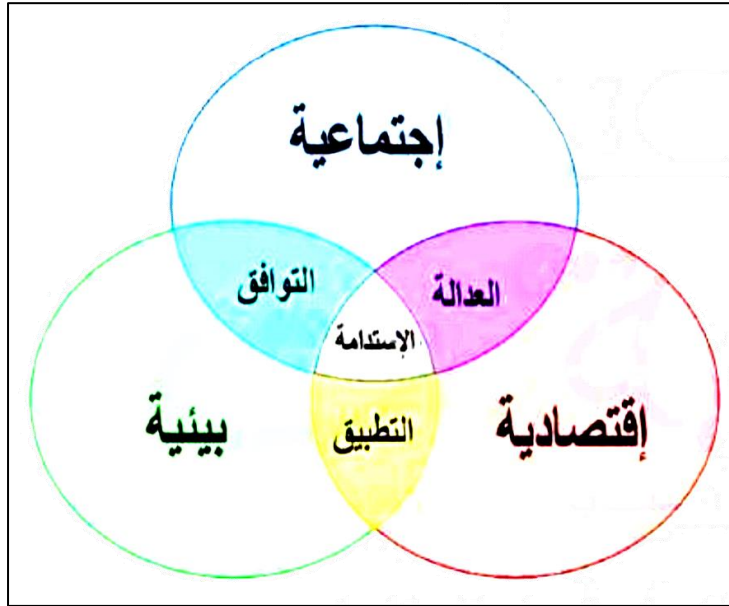 إجتماعية
التوافق
العدالة
الإستدامة
بيئية
التطبيق
إقتصادية